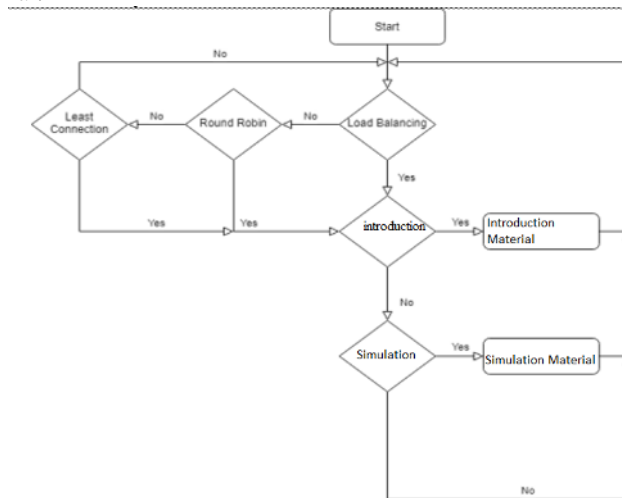 Start
No
Least
Connection
No
Round Robin
No
Load Balancing
Yes
Yes
Yes
introduction
Yes
Introduction
Material
No
Simulation
Yes
Simulation Material
No